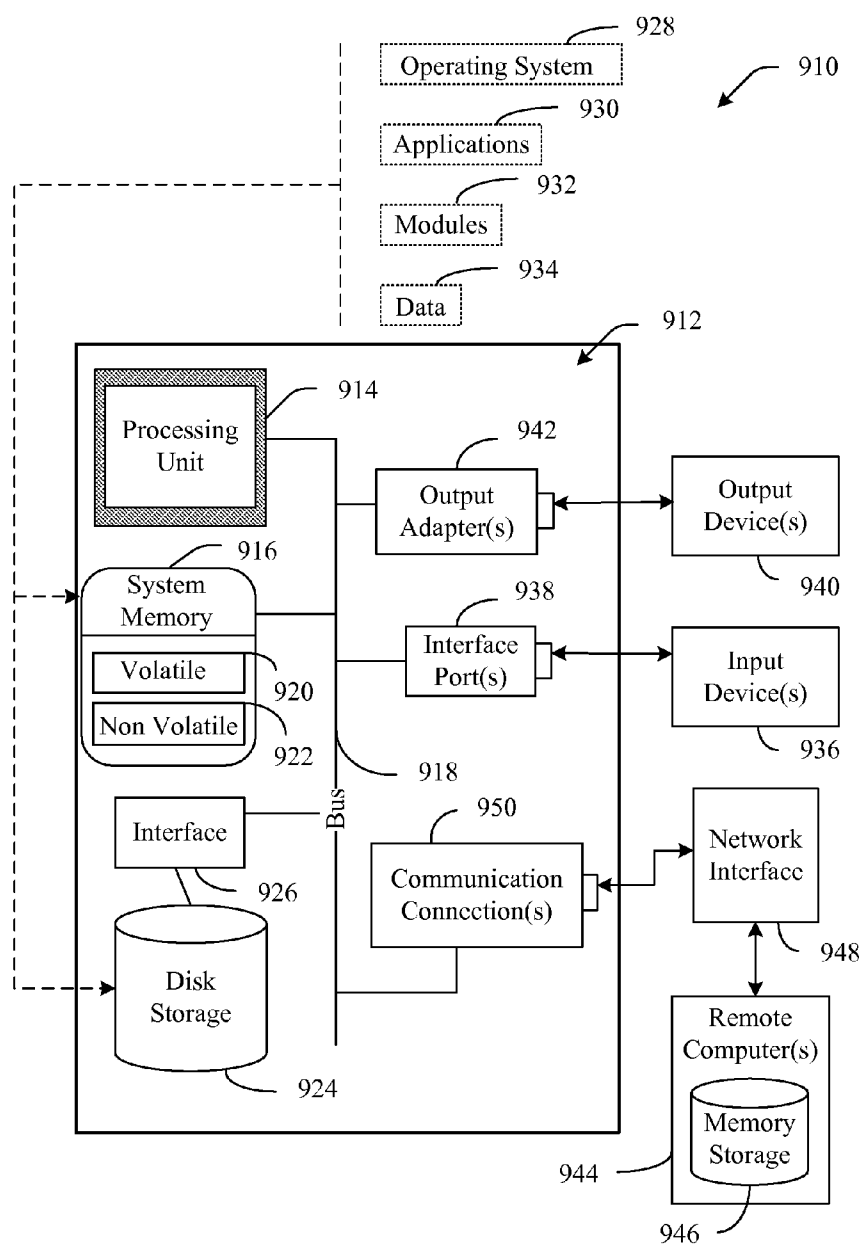 928
Operating System
910
930
Applications
932
Modules
934
Data
912
914
Processing
Unit
942
Output
Adapter(s)
Output
Device(s)
940
916
System
Memory
938
Interface
Port(s)
Input
Device(s)
936
Volatile
920
Non Volatile
922
918
Bus
950
Communication
Connection(s)
Network
Interface
948
Interface
926
Disk
Storage
924
Remote
Computer(s)
Memory
Storage
944
946